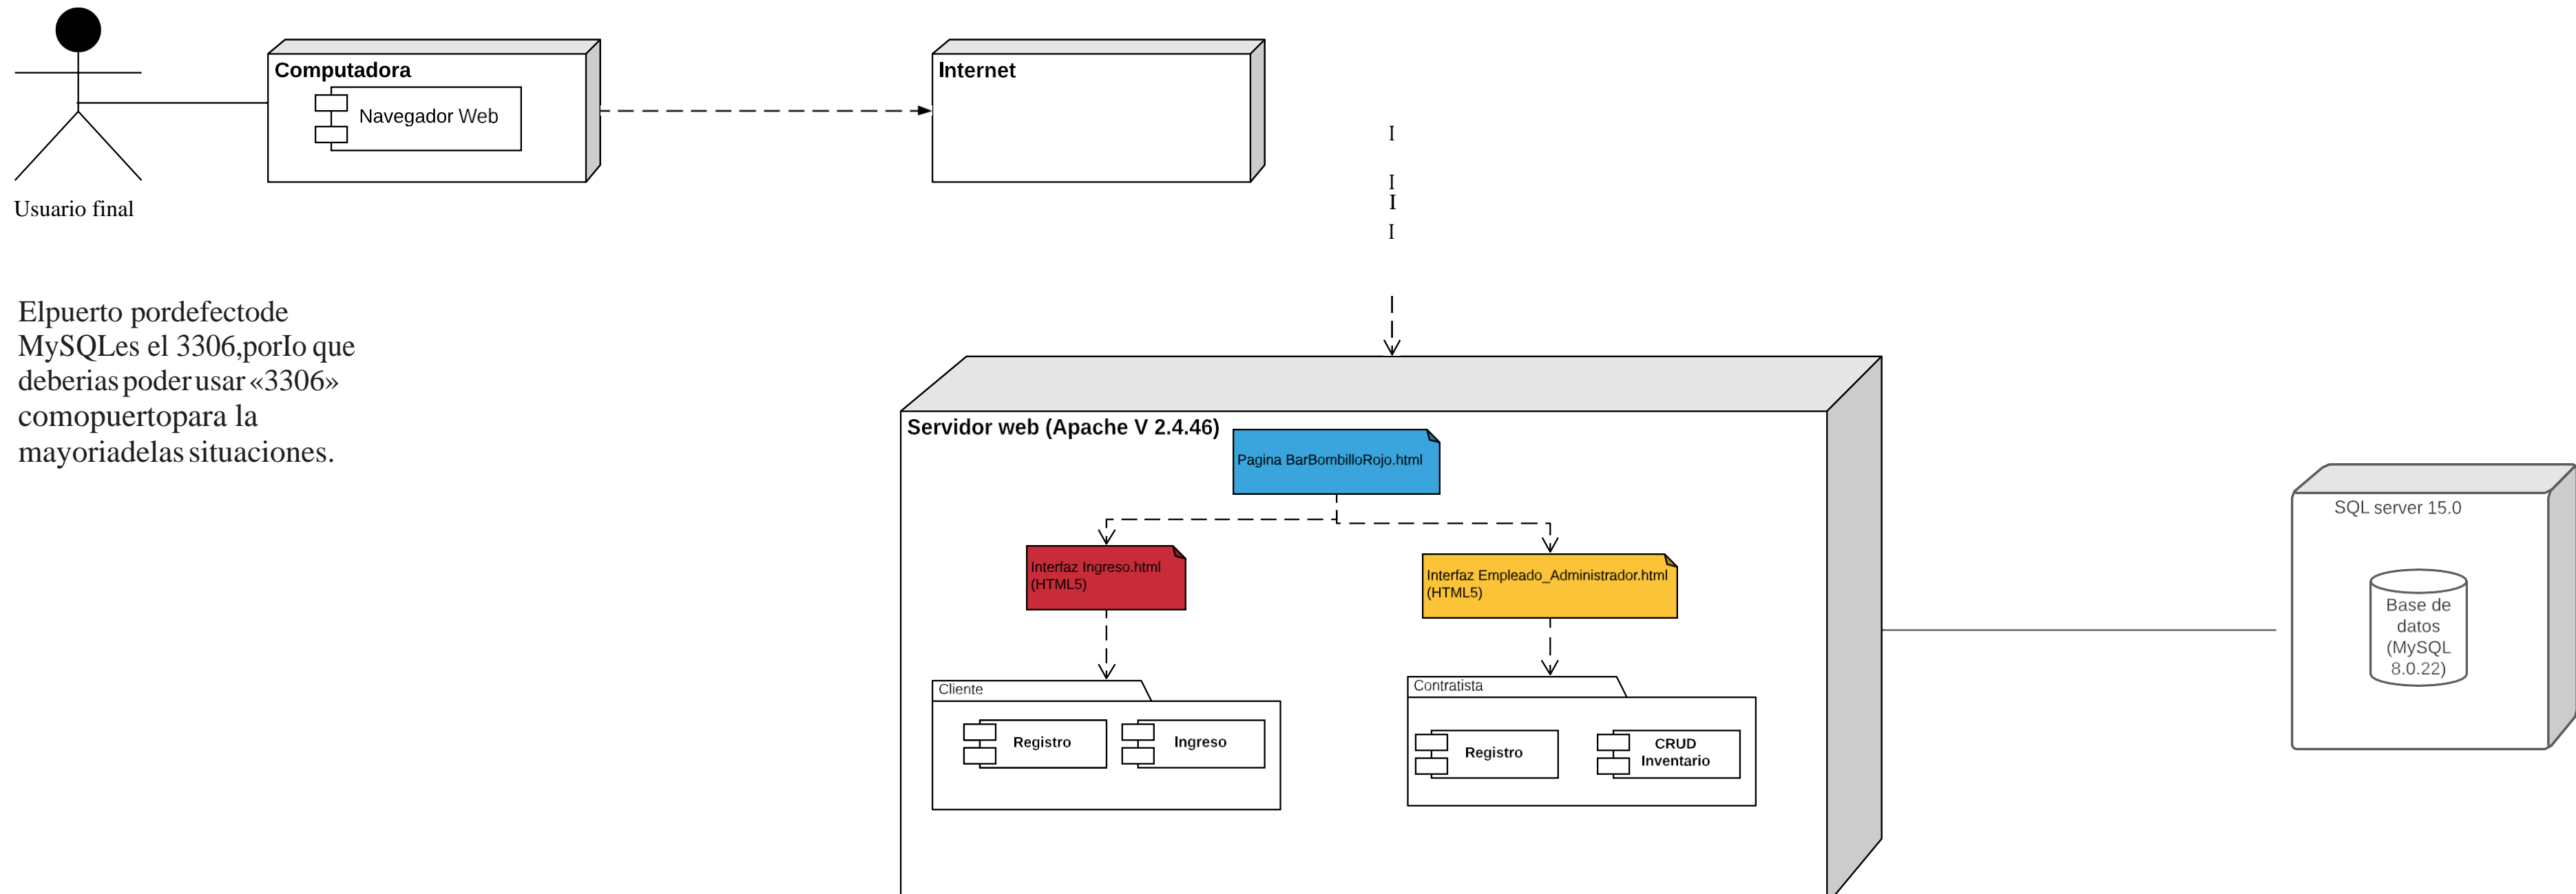 Computadora
Navegador Web
Internet
Usuario final
I
I
I
I
Elpuerto pordefectode
MySQLes el 3306,porIo que
deberias poder usar «3306»
comopuertopara la
mayoriadelas situaciones.
Servidor web (Apache V 2.4.46)
Pagina BarBombilloRojo.html
Interfaz Ingreso.html
(HTML5)
Interfaz Empleado_Administrador.html
(HTML5)
Cliente
Registro
Ingreso
Contratista
Registro
CRUD
Inventario
SQL server 15.0
Base de
datos
(MySQL
8.0.22)